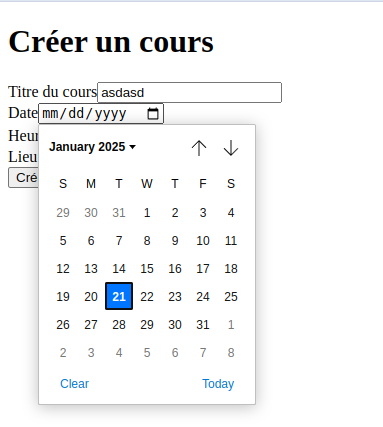 Créer un cours
Titre du cours asdasd
Date mm/dd/yyyy
Heur
January 2025
Lieu
S M T W T F S
Cré
29 30 31 1 2 3 4
5 6 7 8 9 10 11
12 13 14 15 16 17 18
19 20 21 22 23 24 25
26 27 28 29 30 31 1
2 3 4 5 6 7 8
Clear Today